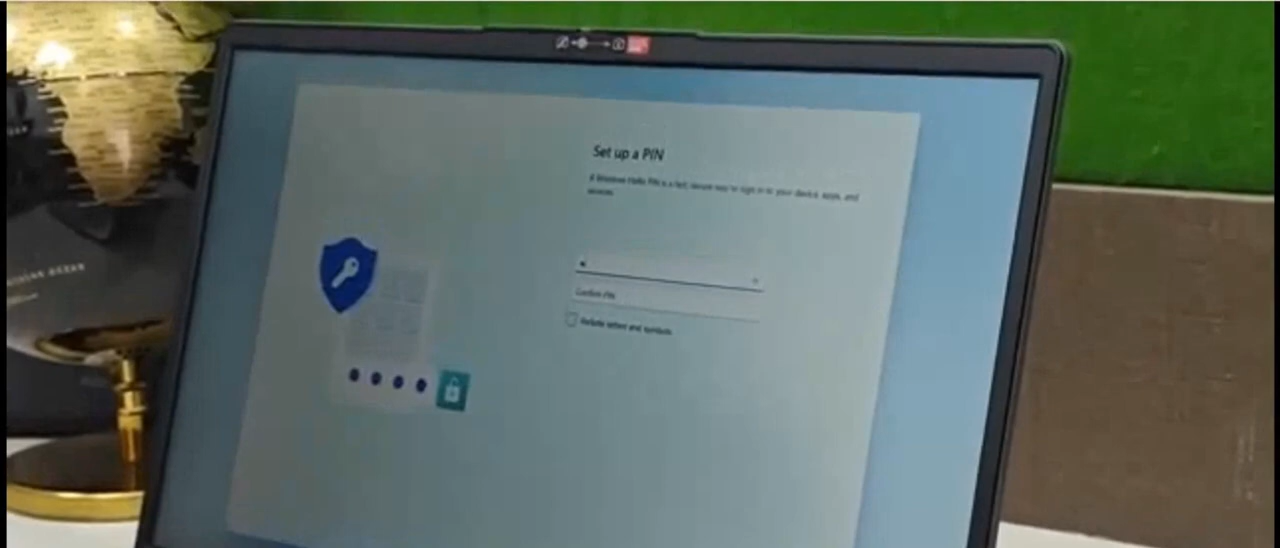 Set up a PIN
A Windows Hello PIN is a fast, secure way to sign in to your device, apps, and
services.
Confirm PIN
Include letters and symbols
OCEAN